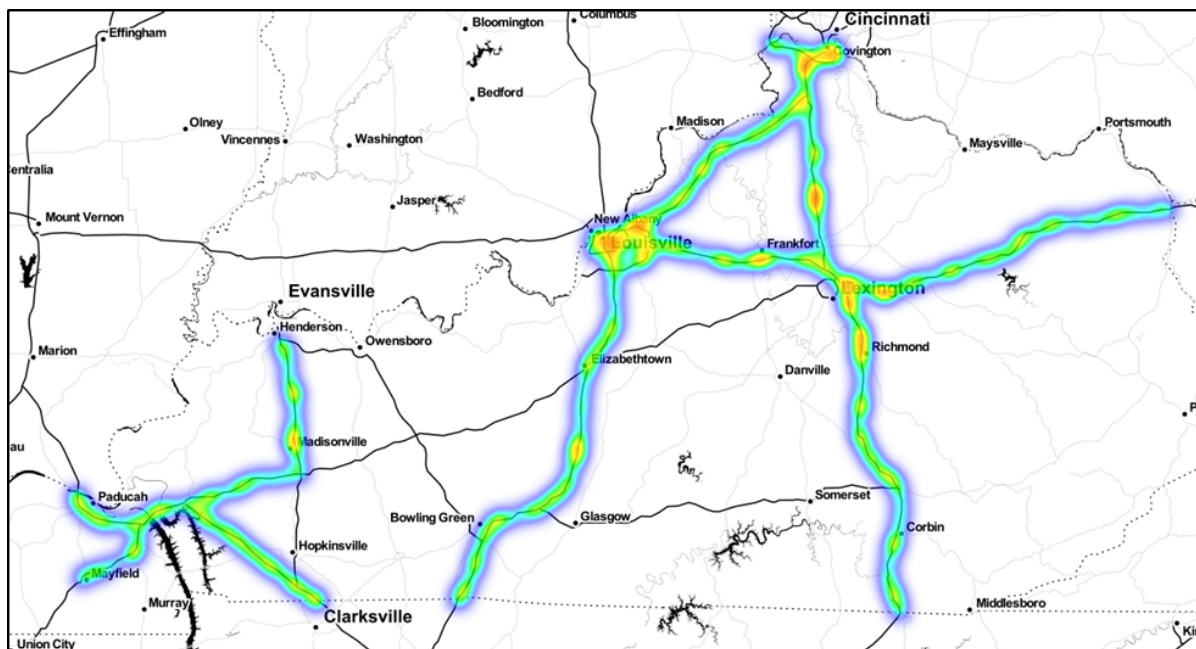 Columbus
Cincinnati
Bloomington
Effingham
Covington
Bedford
Olney
Madison
Portsmouth
Vincennes
Washington
Maysville
Centralia
Jasper
Mount Vernon
New Albany
Louisville
Frankfort
Evansville
Lexington
Henderson
Owensboro
Marion
Richmond
Elizabethtown
Danville
Madisonville
Paducah
Somerset
Bowling Green
Glasgow
Corbin
Hopkinsville
Mayfield
Murray
Clarksville
Middlesboro
Union City